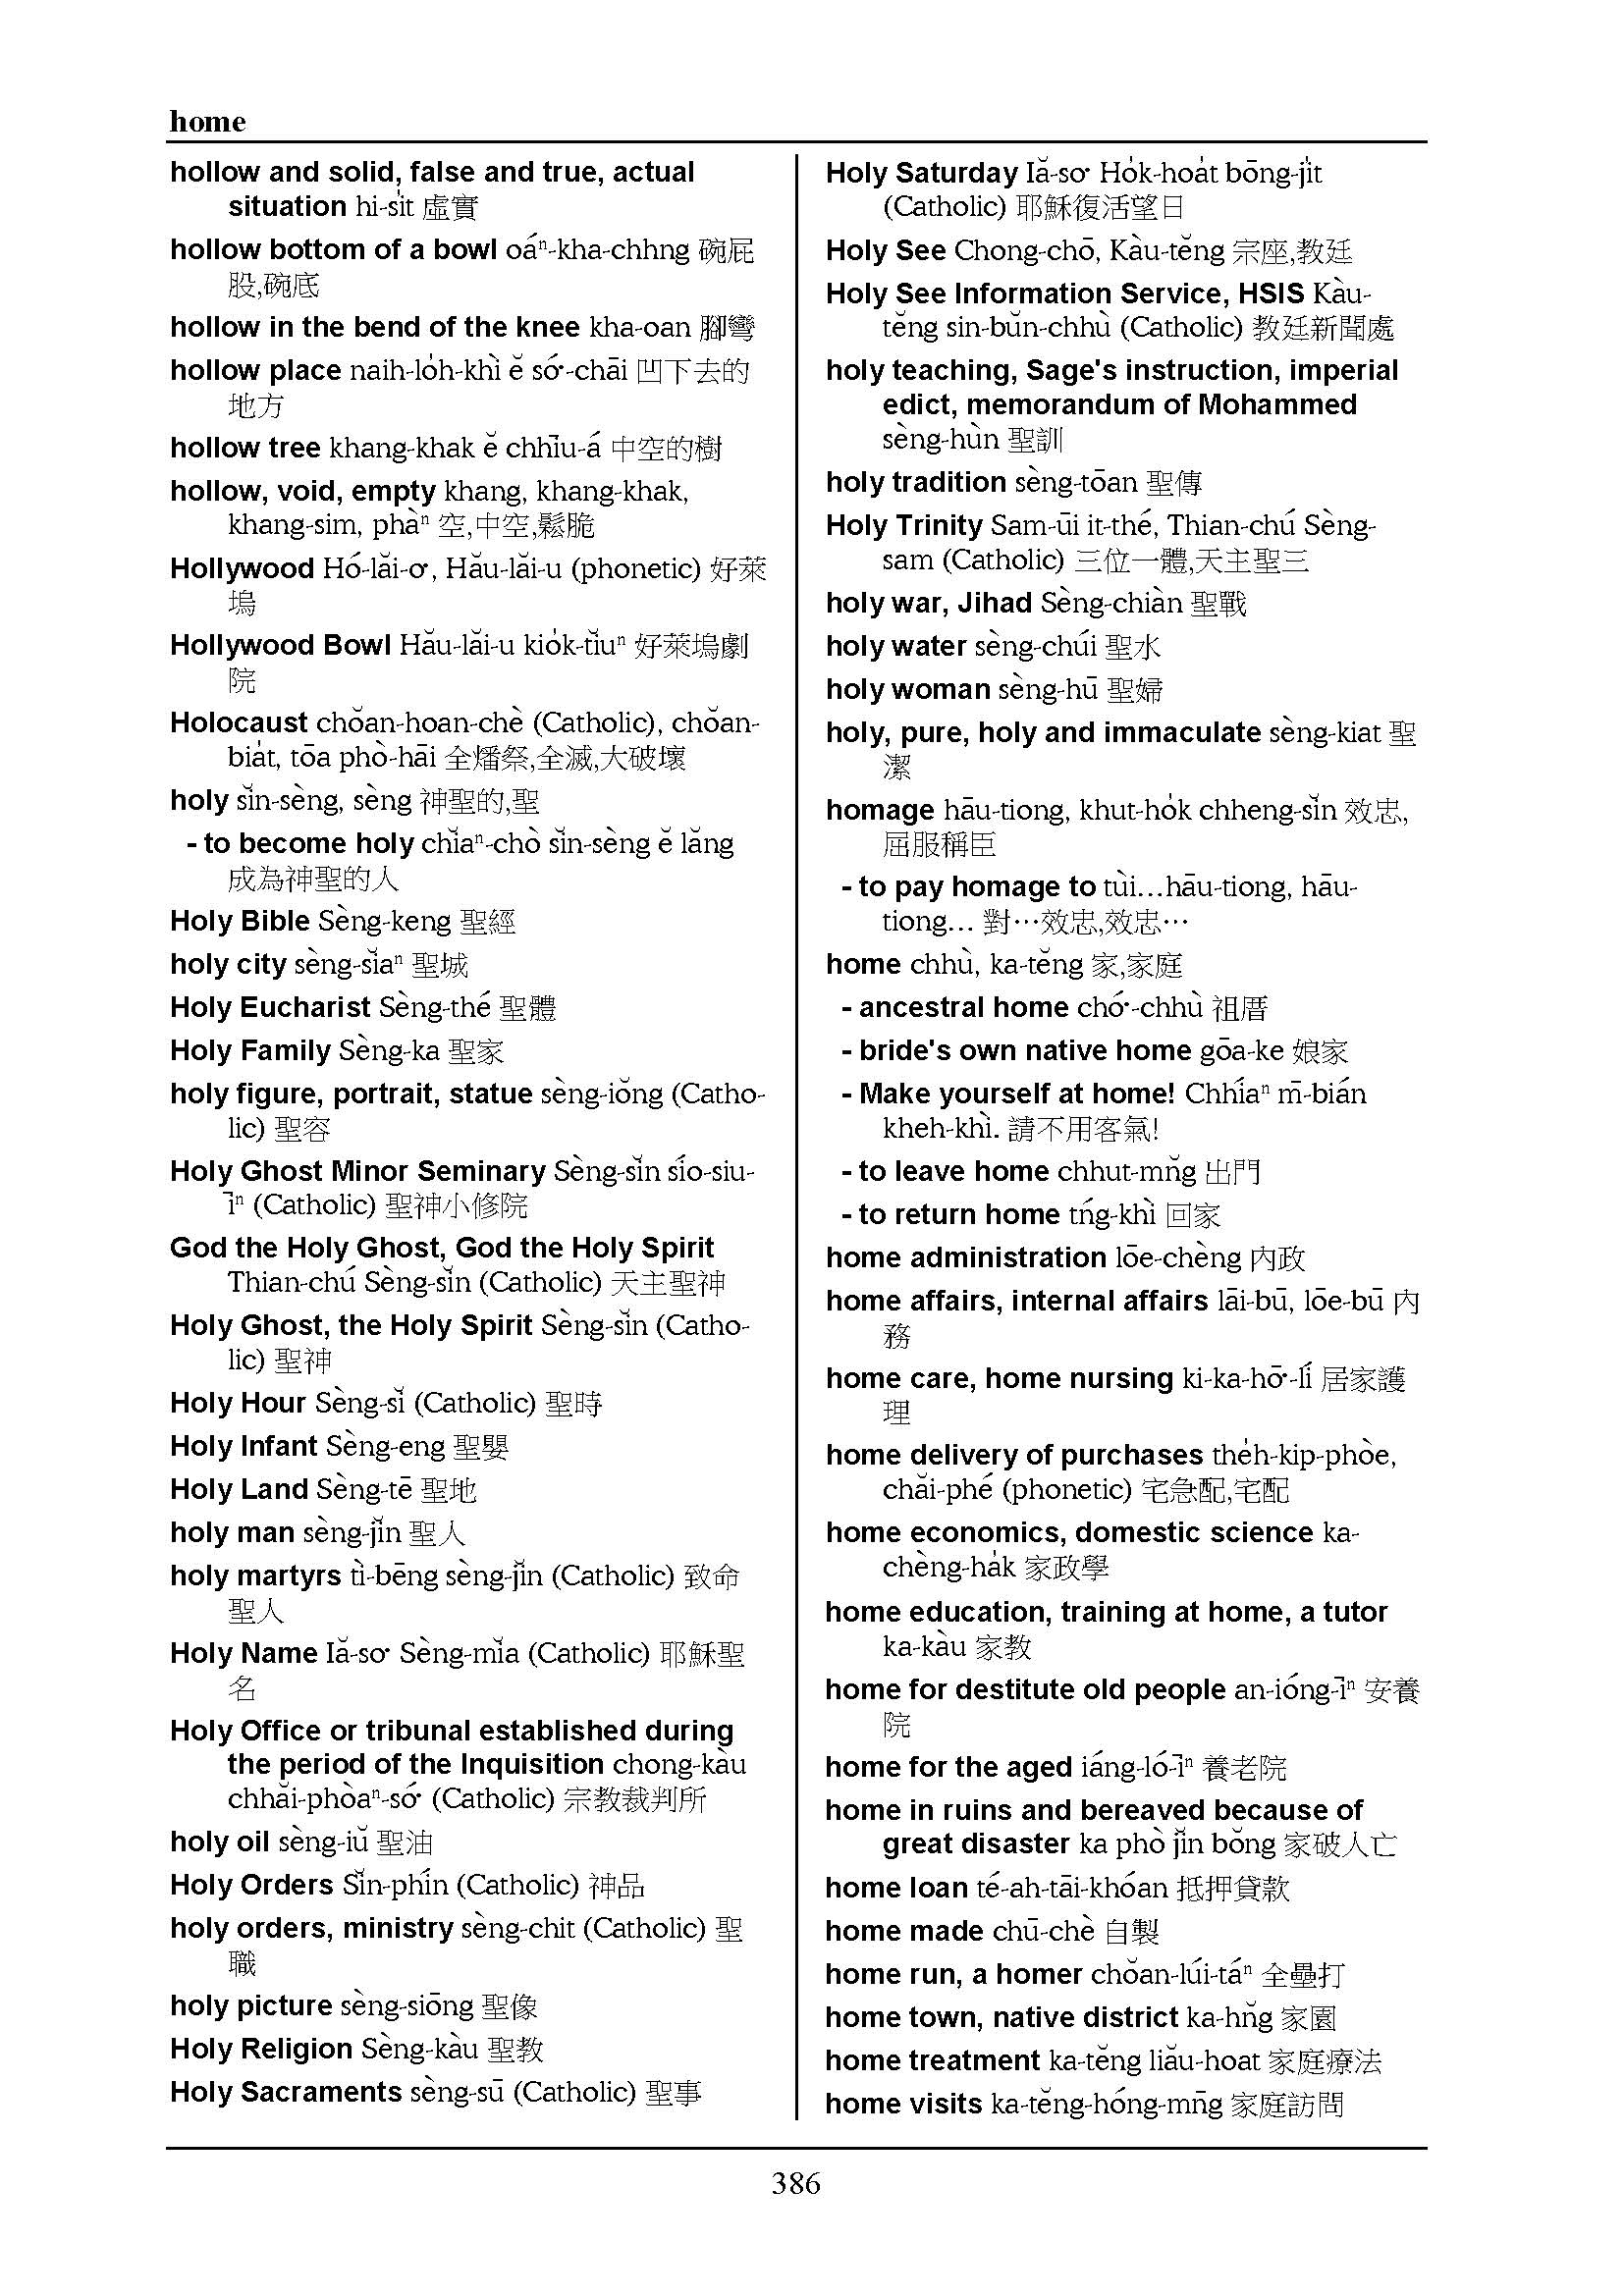 home
hollow and solid, false and true, actual
situation hi-si̍t 虛實
hollow bottom of a bowl oáⁿ-kha-chhng 碗屁
股,碗底
hollow in the bend of the knee kha-oan 腳彎
hollow place naih-lo̍h-khì ĕ só͘-chāi 凹下去的
地方
hollow tree khang-khak ĕ chhīu-á 中空的樹
hollow, void, empty khang, khang-khak,
khang-sim, phàⁿ 空,中空,鬆脆
Hollywood Hó-lăi-o͘, Hău-lăi-u (phonetic) 好萊
塢
Hollywood Bowl Hău-lăi-u kio̍k-tĭuⁿ 好萊塢劇
院
Holocaust chŏan-hoan-chè (Catholic), chŏan-
bia̍t, tōa phò-hāi 全燔祭,全滅,大破壞
holy sĭn-sèng, sèng 神聖的,聖
- to become holy chĭaⁿ-chò sĭn-sèng ĕ lăng
成為神聖的人
Holy Bible Sèng-keng 聖經
holy city sèng-sĭaⁿ 聖城
Holy Eucharist Sèng-thé 聖體
Holy Family Sèng-ka 聖家
holy figure, portrait, statue sèng-iŏng (Catho-
lic) 聖容
Holy Ghost Minor Seminary Sèng-sĭn sío-siu-
īⁿ (Catholic) 聖神小修院
God the Holy Ghost, God the Holy Spirit
Thian-chú Sèng-sĭn (Catholic) 天主聖神
Holy Ghost, the Holy Spirit Sèng-sĭn (Catho-
lic) 聖神
Holy Hour Sèng-sĭ (Catholic) 聖時
Holy Infant Sèng-eng 聖嬰
Holy Land Sèng-tē 聖地
holy man sèng-jĭn 聖人
holy martyrs tì-bēng sèng-jĭn (Catholic) 致命
聖人
Holy Name Iă-so͘ Sèng-mĭa (Catholic) 耶穌聖
名
Holy Office or tribunal established during
the period of the Inquisition chong-kàu
chhăi-phòaⁿ-só͘ (Catholic) 宗教裁判所
holy oil sèng-iŭ 聖油
Holy Orders Sĭn-phín (Catholic) 神品
holy orders, ministry sèng-chit (Catholic) 聖
職
holy picture sèng-siōng 聖像
Holy Religion Sèng-kàu 聖教
Holy Sacraments sèng-sū (Catholic) 聖事
Holy Saturday Iă-so͘ Ho̍k-hoa̍t bōng-ji̍t
(Catholic) 耶穌復活望日
Holy See Chong-chō, Kàu-tĕng 宗座,教廷
Holy See Information Service, HSIS Kàu-
tĕng sin-bŭn-chhù (Catholic) 教廷新聞處
holy teaching, Sage's instruction, imperial
edict, memorandum of Mohammed
sèng-hùn 聖訓
holy tradition sèng-tōan 聖傳
Holy Trinity Sam-ūi it-thé, Thian-chú Sèng-
sam (Catholic) 三位一體,天主聖三
holy war, Jihad Sèng-chiàn 聖戰
holy water sèng-chúi 聖水
holy woman sèng-hū 聖婦
holy, pure, holy and immaculate sèng-kiat 聖
潔
homage hāu-tiong, khut-ho̍k chheng-sĭn 效忠,
屈服稱臣
- to pay homage to tùi…hāu-tiong, hāu-
tiong… 對…效忠,效忠…
home chhù, ka-tĕng 家,家庭
- ancestral home chó͘-chhù 祖厝
- bride's own native home gōa-ke 娘家
- Make yourself at home! Chhíaⁿ m̄-bián
kheh-khì. 請不用客氣!
- to leave home chhut-mn̆g 出門
- to return home tńg-khì 回家
home administration lōe-chèng 內政
home affairs, internal affairs lāi-bū, lōe-bū 內
務
home care, home nursing ki-ka-hō͘-lí 居家護
理
home delivery of purchases the̍h-kip-phòe,
chăi-phé (phonetic) 宅急配,宅配
home economics, domestic science ka-
chèng-ha̍k 家政學
home education, training at home, a tutor
ka-kàu 家教
home for destitute old people an-ióng-īⁿ 安養
院
home for the aged iáng-ló-īⁿ 養老院
home in ruins and bereaved because of
great disaster ka phò jĭn bŏng 家破人亡
home loan té-ah-tāi-khóan 抵押貸款
home made chū-chè 自製
home run, a homer chŏan-lúi-táⁿ 全壘打
home town, native district ka-hn̆g 家園
home treatment ka-tĕng liău-hoat 家庭療法
home visits ka-tĕng-hóng-mn̄g 家庭訪問
386